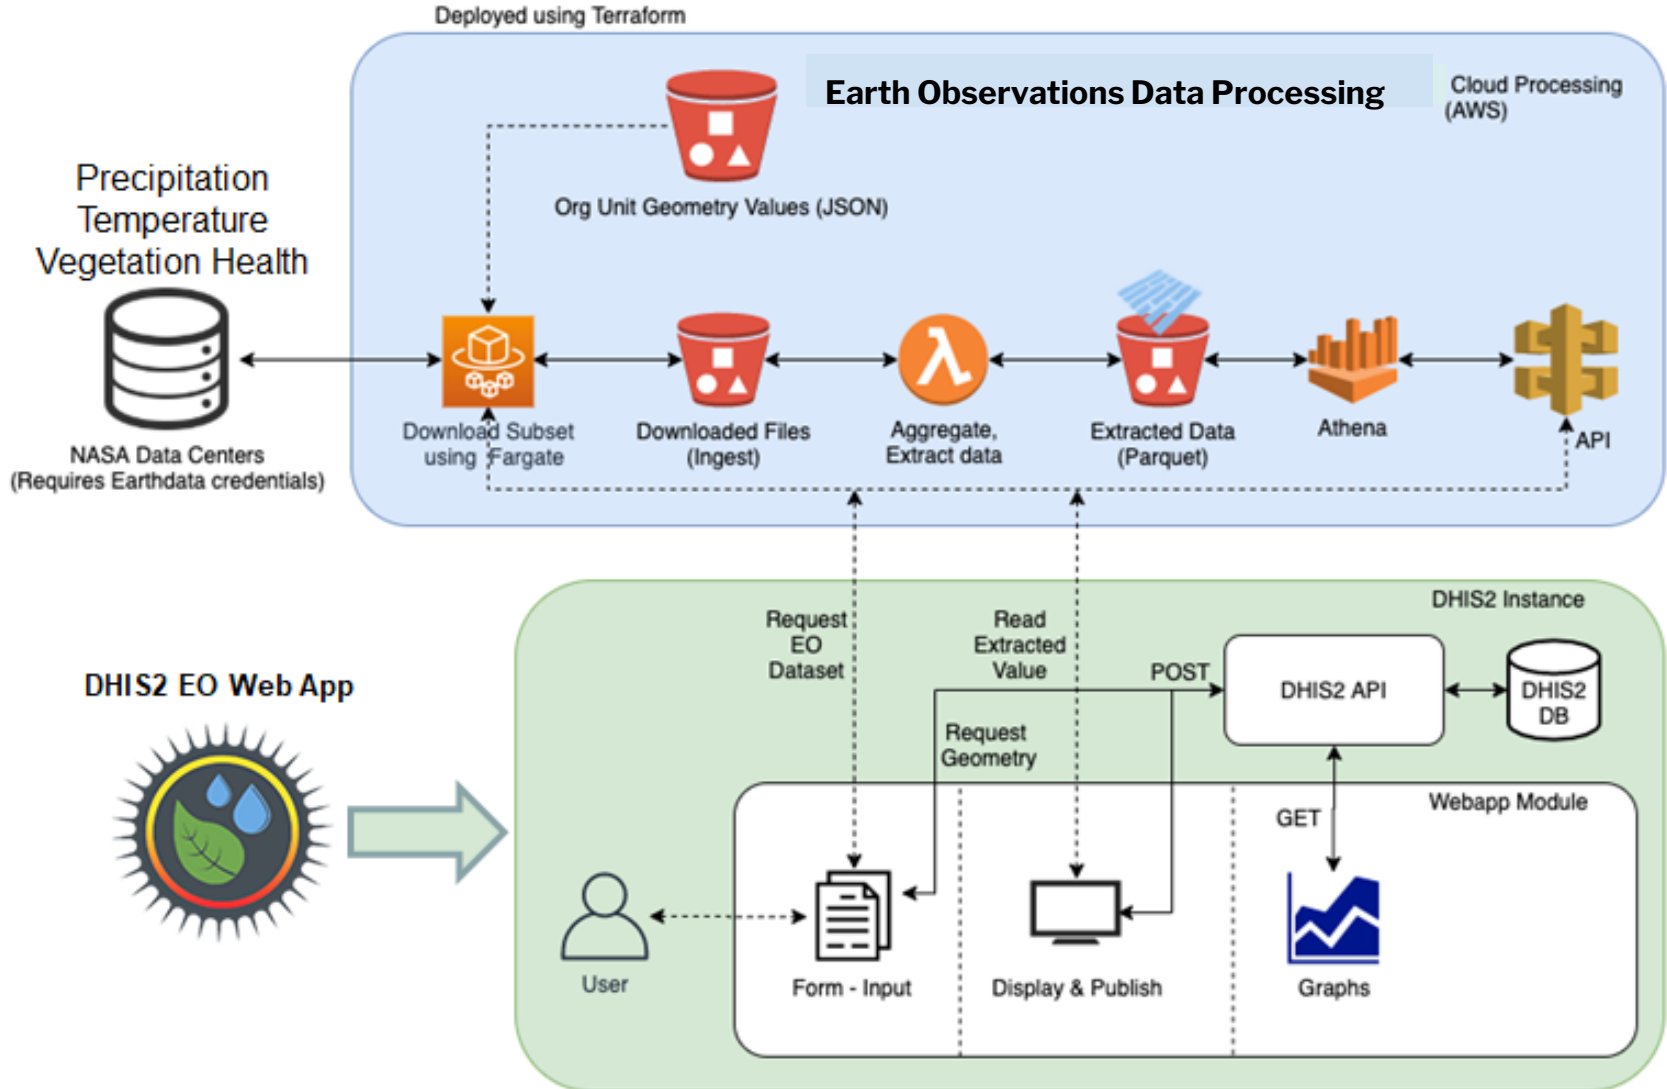 Deployed using Terraform
Earth Observations Data Processing
Cloud Processing
(AWS)
Precipitation
Temperature
Vegetation Health
Org Unit Geometry Values (JSON)
NASA Data Centers
(Requires Earthdata credentials)
Download Subset
using Fargate
Downloaded Files
(Ingest)
Aggregate,
Extract data
Extracted Data
(Parquet)
Athena
API
DHIS2 Instance
Request
EO
Dataset
Read
Extracted
Value
POST
DHIS2 API
DHIS2
DB
DHIS2 EO Web App
Request
Geometry
Webapp Module
GET
User
Form - Input
Display & Publish
Graphs